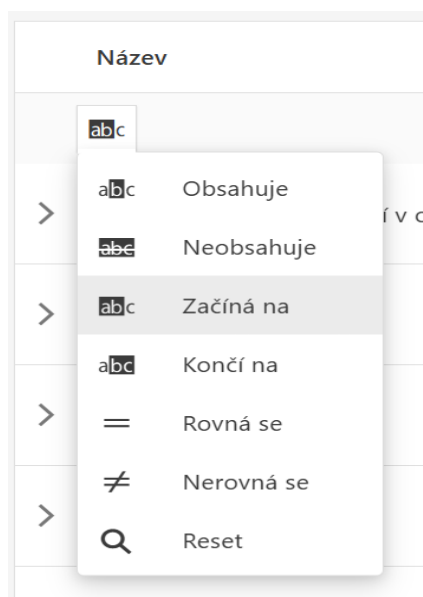 Název
abc
abc Obsahuje
í v
abc Neobsahuje
abc Začíná na
abc Končí na
= Rovná se
≠ Nerovná se
Reset